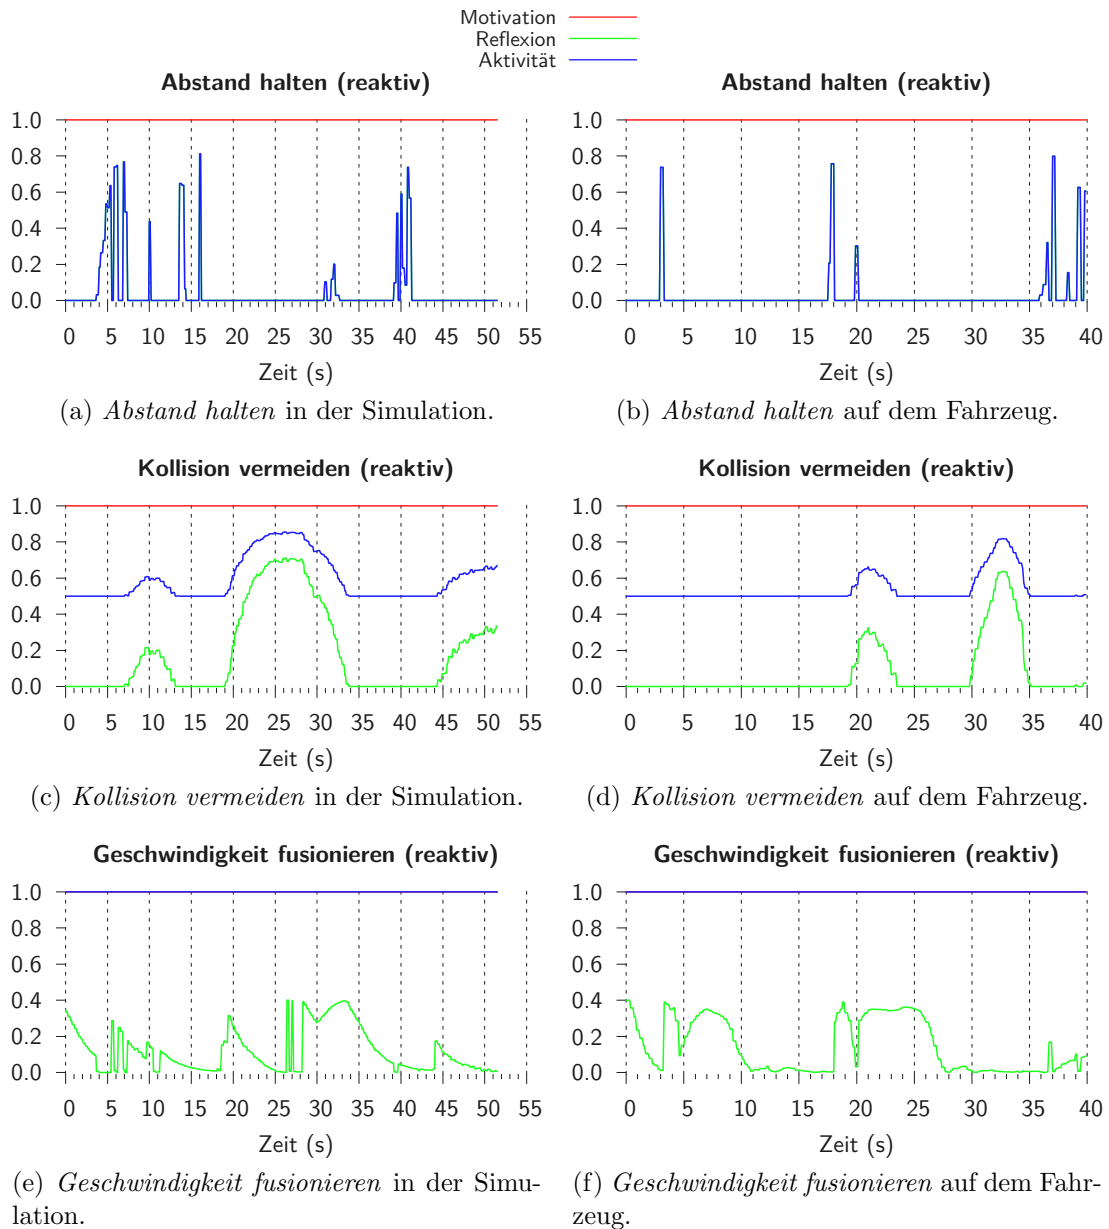 Motivation
Reflexion
Aktivität
Abstand halten (reaktiv)
1.0
0.8
0.6
0.4
0.2
0.0
0 5 10 15 20 25 30 35 40 45 50 55
Zeit (s)
(a) Abstand halten in der Simulation.
Abstand halten (reaktiv)
1.0
0.8
0.6
0.4
0.2
0.0
0 5 10 15 20 25 30 35 40
Zeit (s)
(b) Abstand halten auf dem Fahrzeug.
Kollision vermeiden (reaktiv)
1.0
0.8
0.6
0.4
0.2
0.0
0 5 10 15 20 25 30 35 40 45 50 55
Zeit (s)
(c) Kollision vermeiden in der Simulation.
Kollision vermeiden (reaktiv)
1.0
0.8
0.6
0.4
0.2
0.0
0 5 10 15 20 25 30 35 40
Zeit (s)
(d) Kollision vermeiden auf dem Fahrzeug.
Geschwindigkeit fusionieren (reaktiv)
1.0
0.8
0.6
0.4
0.2
0.0
0 5 10 15 20 25 30 35 40 45 50 55
Zeit (s)
(e) Geschwindigkeit fusionieren in der Simu-
lation.
Geschwindigkeit fusionieren (reaktiv)
1.0
0.8
0.6
0.4
0.2
0.0
0 5 10 15 20 25 30 35 40
Zeit (s)
(f) Geschwindigkeit fusionieren auf dem Fahr-
zeug.